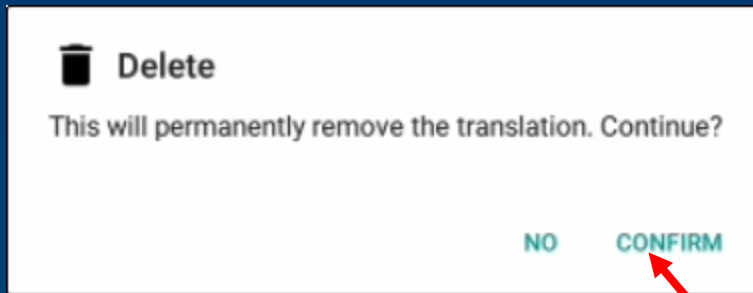 Delete
This will permanently remove the translation. Continue?
NO CONFIRM